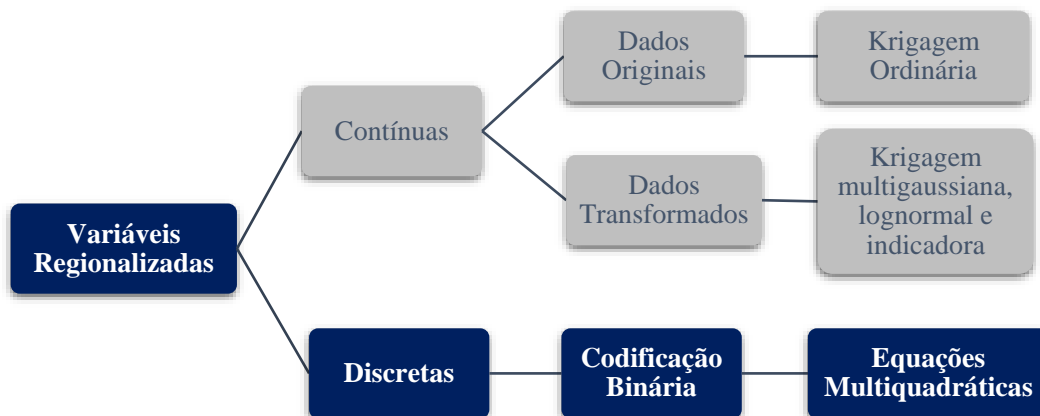 Variáveis
Regionalizadas
Contínuas
Dados
Originais
Krigagem
Ordinária
Dados
Transformados
Krigagem
multigaussiana,
lognormal e
indicadora
Discretas
Codificação
Binária
Equações
Multiquadráticas